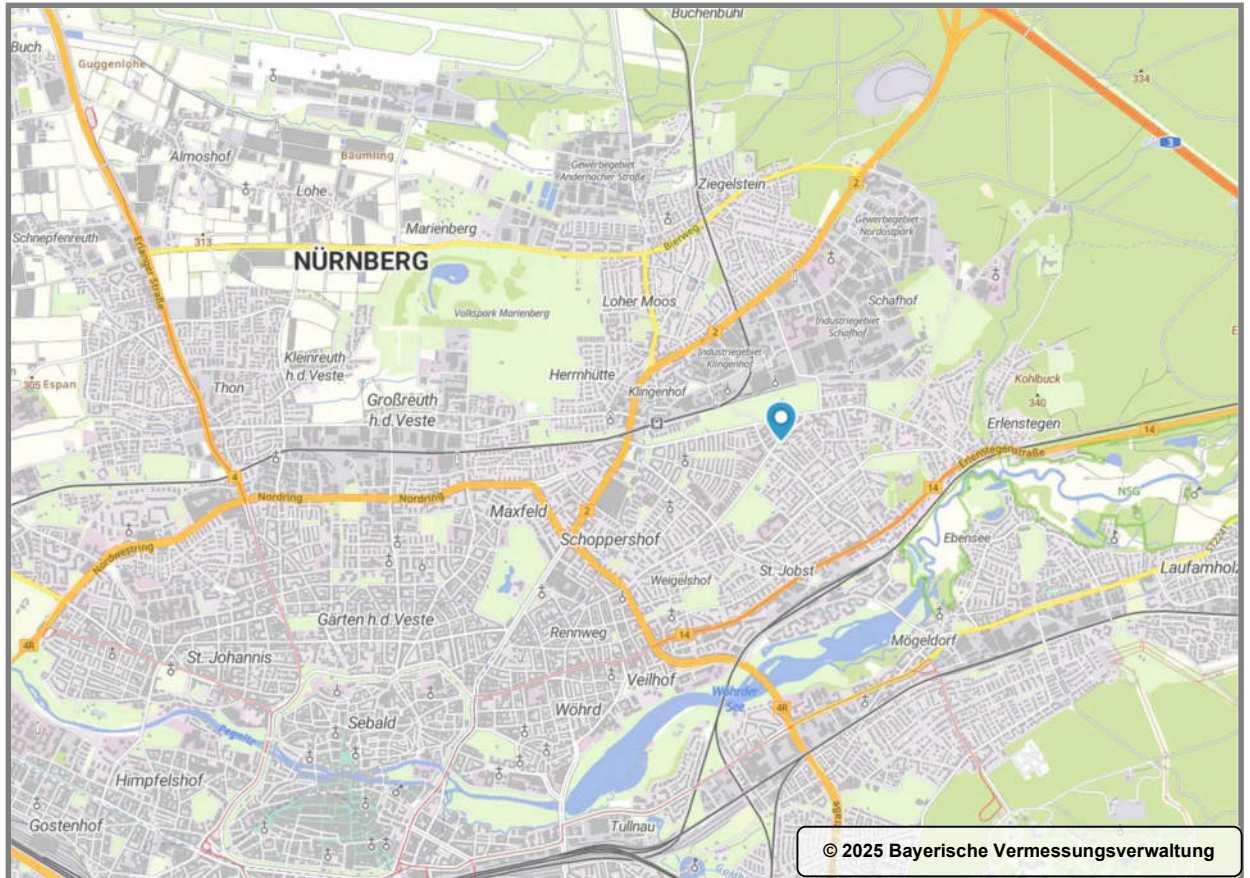 Buchenbühl
Buch
Guggenlohe
334
Almoshof
Bäumling
Gewerbegebiet
Andernacher Straße
3
Lohe
Ziegelstein
2
Marienberg
Gewerbegebiet
Nordostpark
Schnepfenreuth
313
Bierweg
Erlanger Straße
NÜRNBERG
Loher Moos
Schafhof
Volkspark Marienberg
2
Industriegebiet
Schafhof
Kleinreuth
h.d.Veste
Industriegebiet
Klingenhof
Herrnhütte
305 Espan
Thon
Klingenhof
Kohlbuck
340
Großreuth
h.d.Veste
Erlenstegen
14
Erlenstegenstraße
4
14
NSG
Nordring
Nordring
Maxfeld
2
Schoppershof
Ebensee
ST2241
Nordwestring
St. Jobst
Laufamholz
Weigelshof
Gärten h.d.Veste
Rennweg
14
Mögeldorf
4R
St. Johannis
Veilhof
Wöhrder
See
Wöhrd
4R
Sebald
Pegnitz
Himpfelshof
Gostenhof
Tullnau
straße
© 2025 Bayerische Vermessungsverwaltung